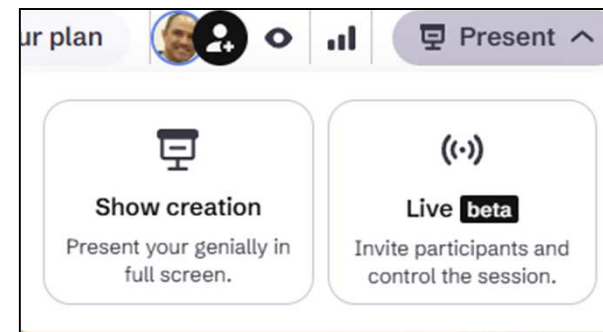 ur plan
Present
Show creation
Present your genially in
full screen.
Live beta
Invite participants and
control the session.